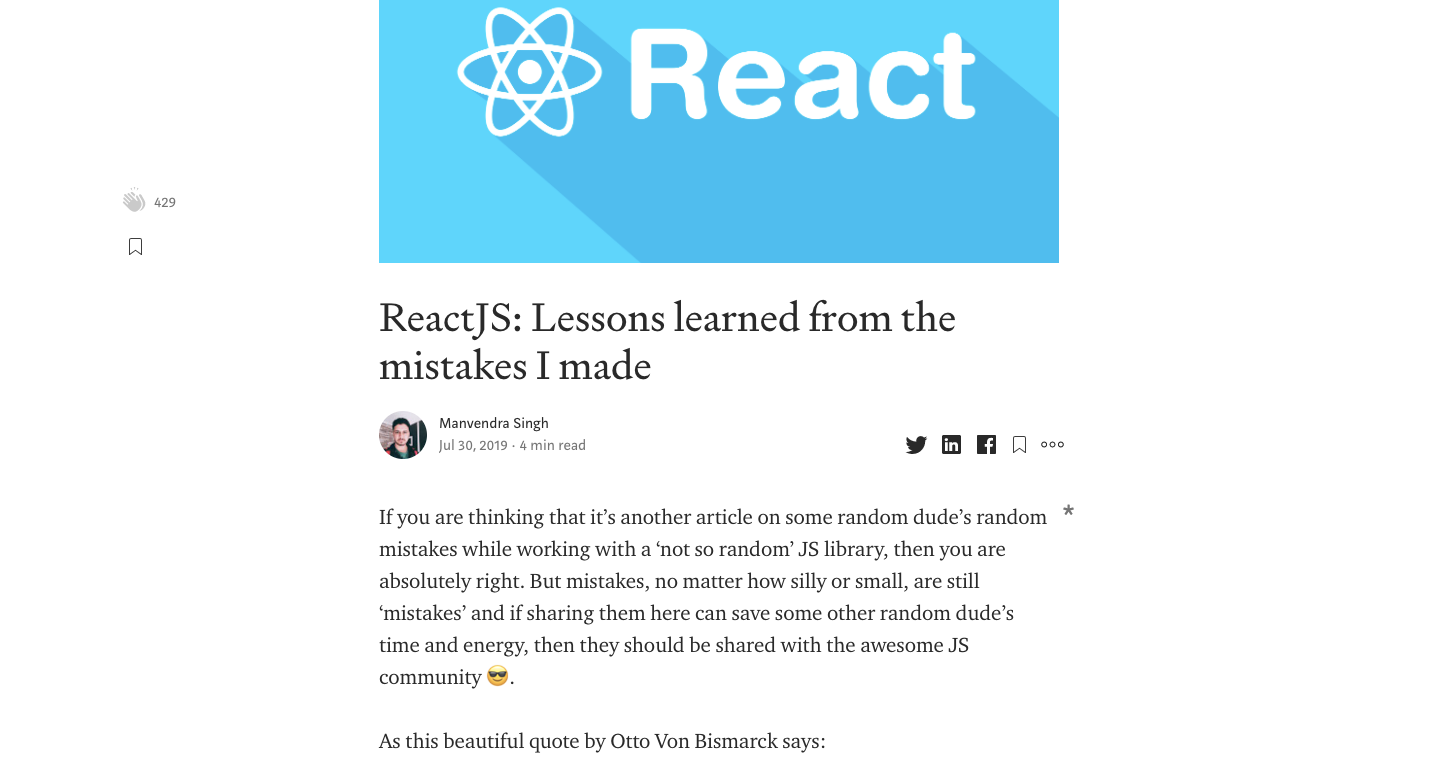 React
429
ReactJS: Lessons learned from the
mistakes I made
Manvendra Singh
Jul 30, 2019 · 4 min read
If you are thinking that it’s another article on some random dude’s random *
mistakes while working with a ‘not so random’ JS library, then you are
absolutely right. But mistakes, no matter how silly or small, are still
‘mistakes’ and if sharing them here can save some other random dude’s
time and energy, then they should be shared with the awesome JS
community 😎.
As this beautiful quote by Otto Von Bismarck says: